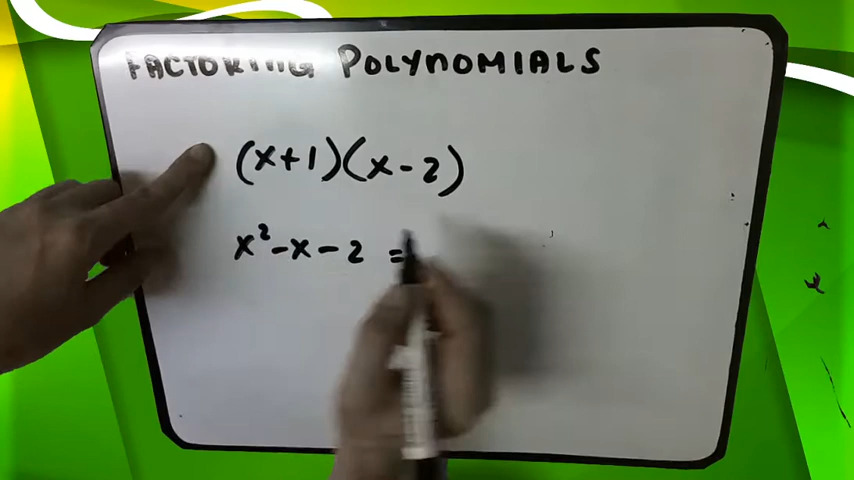 FACTORING POLYNOMIALS
(x+1)(x-2)
x²-x-2 =